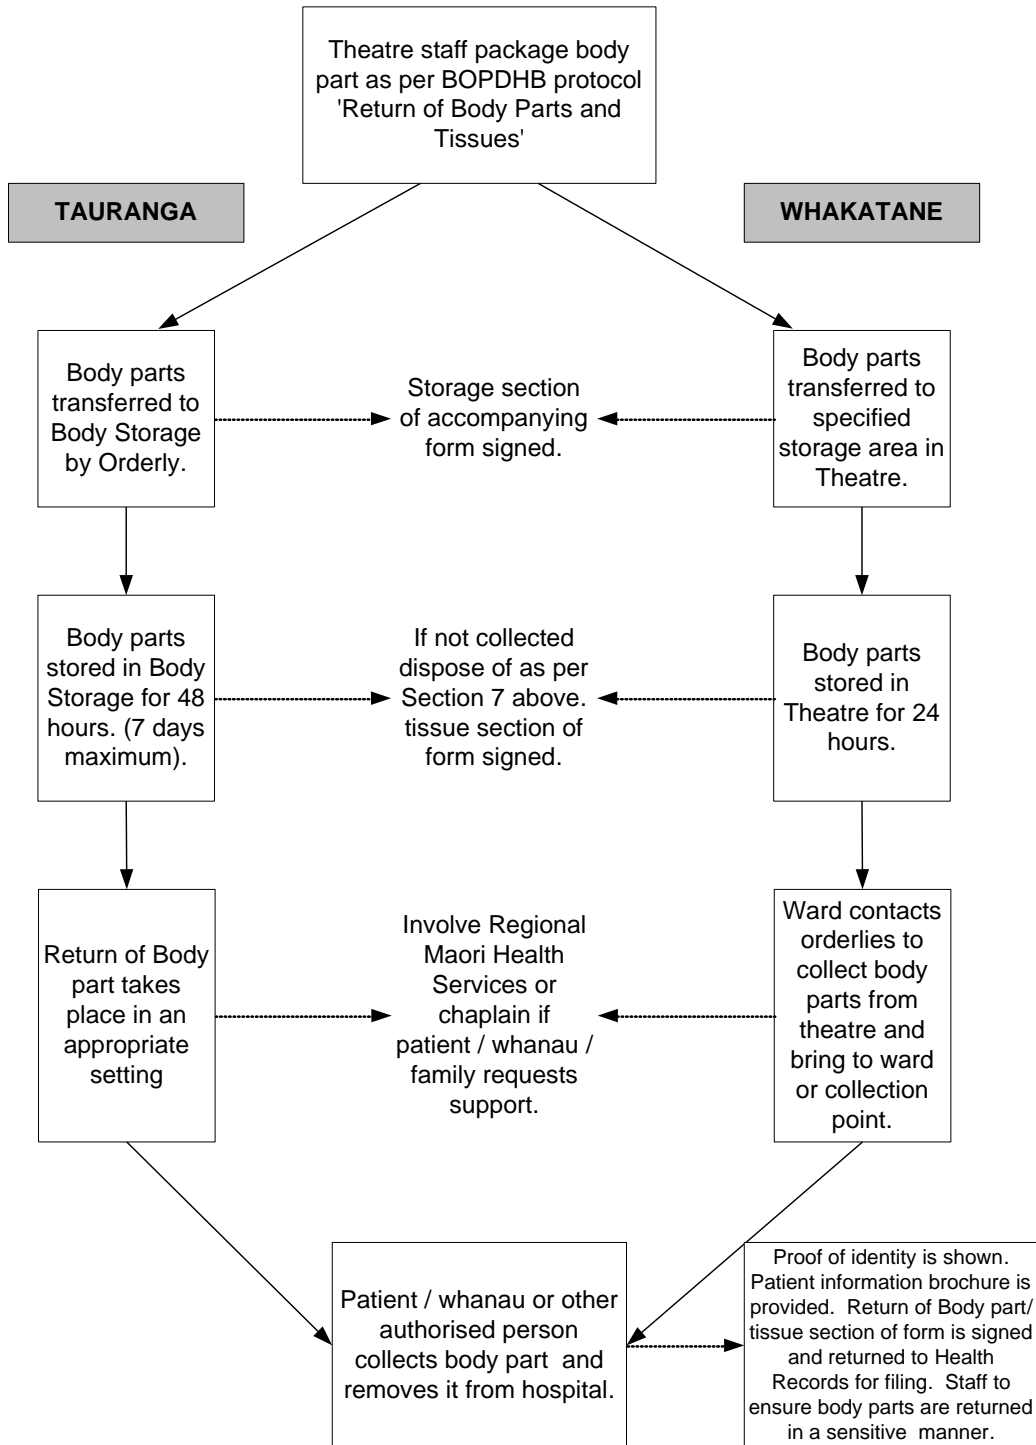 Theatre staff package body
part as per BOPDHB protocol
'Return of Body Parts and
Tissues'
TAURANGA
WHAKATANE
Body parts
transferred to
Body Storage
by Orderly.
Storage section
of accompanying
form signed.
Body parts
transferred to
specified
storage area in
Theatre.
Body parts
stored in Body
Storage for 48
hours. (7 days
maximum).
If not collected
dispose of as per
Section 7 above.
tissue section of
form signed.
Body parts
stored in
Theatre for 24
hours.
Return of Body
part takes
place in an
appropriate
setting
Involve Regional
Maori Health
Services or
chaplain if
patient / whanau /
family requests
support.
Ward contacts
orderlies to
collect body
parts from
theatre and
bring to ward
or collection
point.
Patient / whanau or other
authorised person
collects body part and
removes it from hospital.
Proof of identity is shown.
Patient information brochure is
provided. Return of Body part/
tissue section of form is signed
and returned to Health
Records for filing. Staff to
ensure body parts are returned
in a sensitive manner.